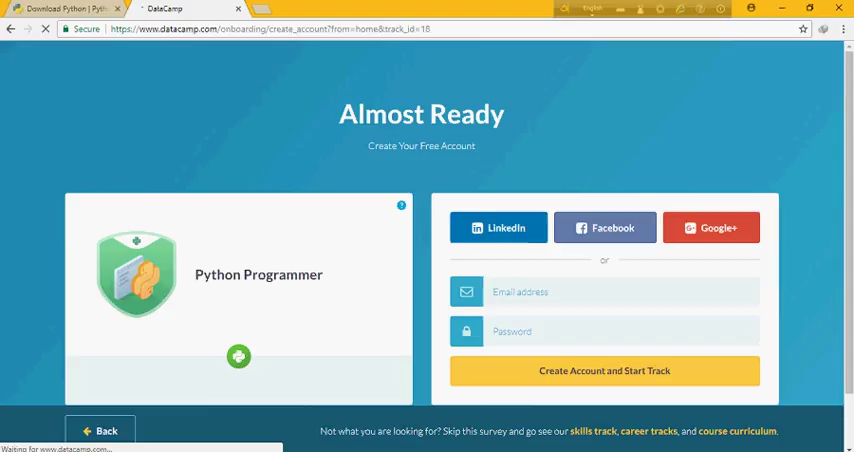 Download Python | Pyth
DataCamp
English
Secure
https://www.datacamp.com/onboarding/create_account?from=home&track_id=18
Almost Ready
Create Your Free Account
?
LinkedIn
Facebook
Google+
or
Python Programmer
Email address
Password
Create Account and Start Track
Back
Not what you are looking for? Skip this survey and go see our skills track, career tracks, and course curriculum.
Waiting for www.datacamp.com...